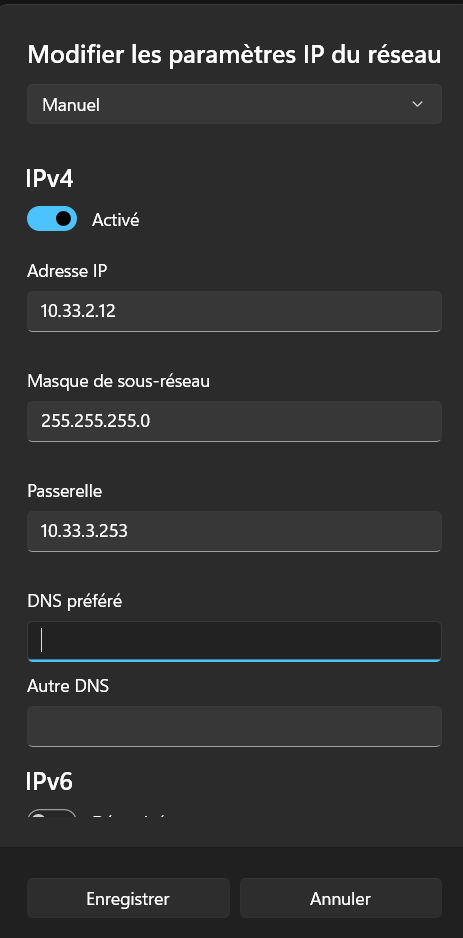 Modifier les paramètres IP du réseau
Manuel
IPv4
Activé
Adresse IP
10.33.2.12
Masque de sous-réseau
255.255.255.0
Passerelle
10.33.3.253
DNS préféré
Autre DNS
IPv6
Enregistrer
Annuler